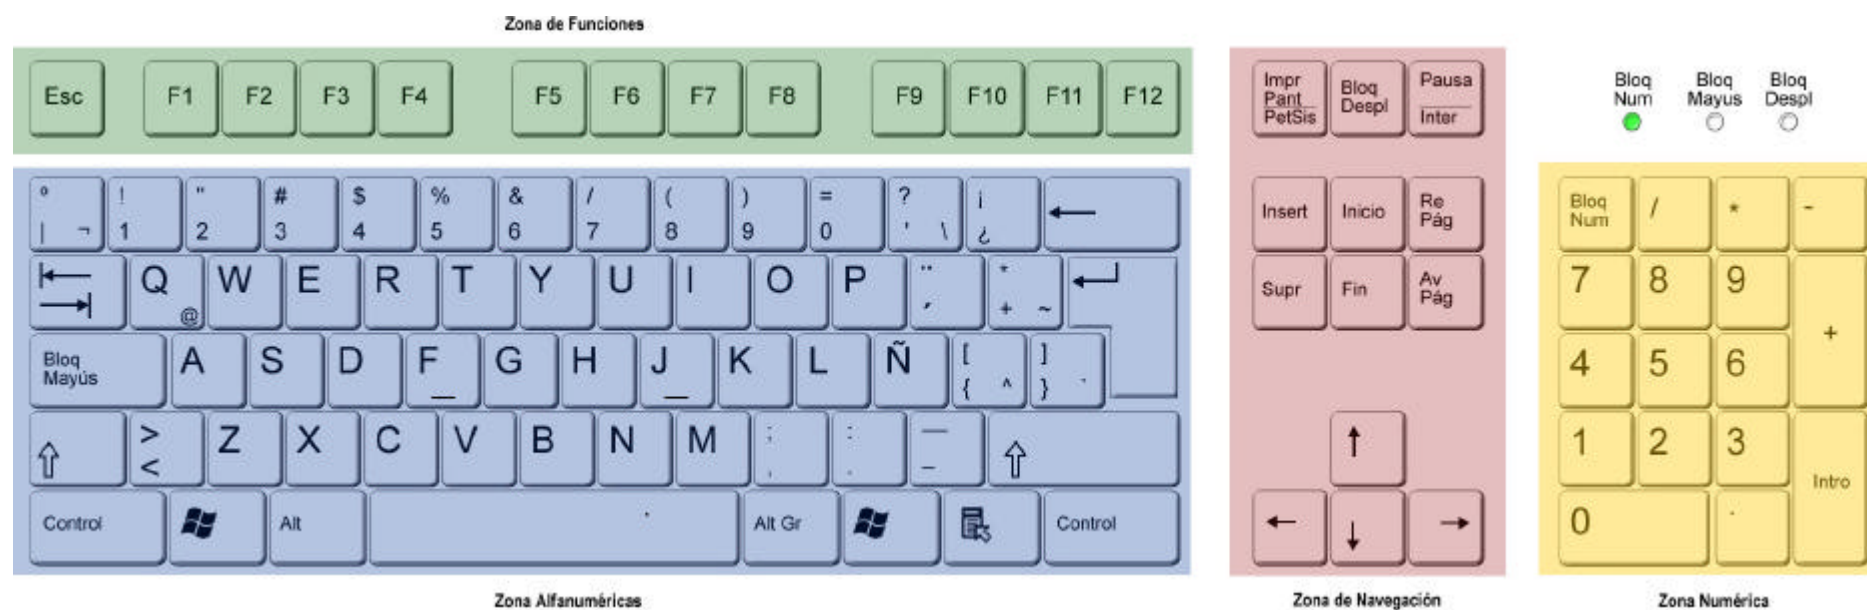 Zona de Funciones
Esc F1 F2 F3 F4 F5 F6 F7 F8 F9 F10 F11 F12
Impr
Pant
PetSis
Bloq
Despl
Pausa
Inter
Bloq
Num
Bloq
Mayus
Bloq
Despl
º ! " # $ % & / ( ) = ? ¡
| ¬ 1 2 3 4 5 6 7 8 9 0 ' \ ¿
Insert Inicio Re
Pág
Bloq
Num
/ * -
Q W E R T Y U I O P ¨ *
@ ´ + ~
Supr Fin Av
Pág
7 8 9 +
Bloq
Mayús
A S D F G H J K L Ñ [ ]
_ _ { ^ } `
4 5 6
> Z X C V B N M ; : —
< , . –
1 2 3 Intro
Control Alt Alt Gr Control
0 .
Zona Alfanuméricas Zona de Navegación Zona Numérica